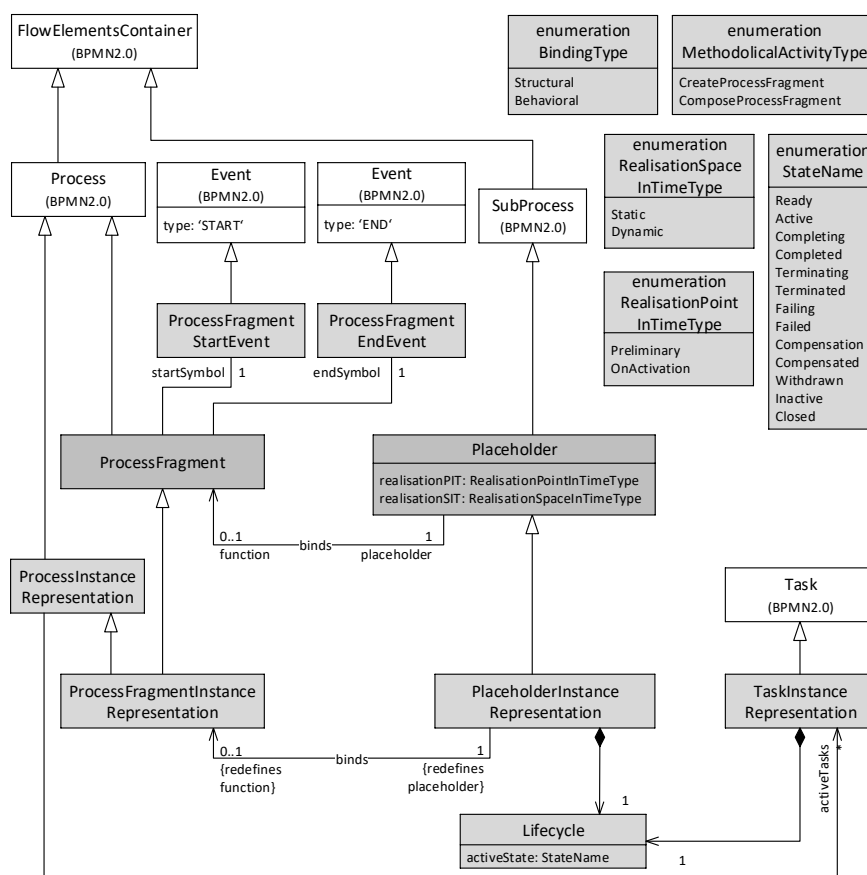 FlowElementsContainer
(BPMN2.0)
enumeration
BindingType
Structural
Behavioral
enumeration
MethodolicalActivityType
CreateProcessFragment
ComposeProcessFragment
Process
(BPMN2.0)
Event
(BPMN2.0)
type: ‘START‘
Event
(BPMN2.0)
type: ‘END‘
SubProcess
(BPMN2.0)
enumeration
RealisationSpace
InTimeType
Static
Dynamic
enumeration
StateName
Ready
Active
Completing
Completed
Terminating
Terminated
Failing
Failed
Compensation
Compensated
Withdrawn
Inactive
Closed
enumeration
RealisationPoint
InTimeType
Preliminary
OnActivation
ProcessFragment
StartEvent
ProcessFragment
EndEvent
startSymbol 1
endSymbol 1
ProcessFragment
Placeholder
realisationPIT: RealisationPointInTimeType
realisationSIT: RealisationSpaceInTimeType
0..1
function
binds
1
placeholder
ProcessInstance
Representation
Task
(BPMN2.0)
ProcessFragmentInstance
Representation
PlaceholderInstance
Representation
TaskInstance
Representation
0..1
{redefines
function}
binds
1
{redefines
placeholder}
activeTasks
*
1
Lifecycle
activeState: StateName
1